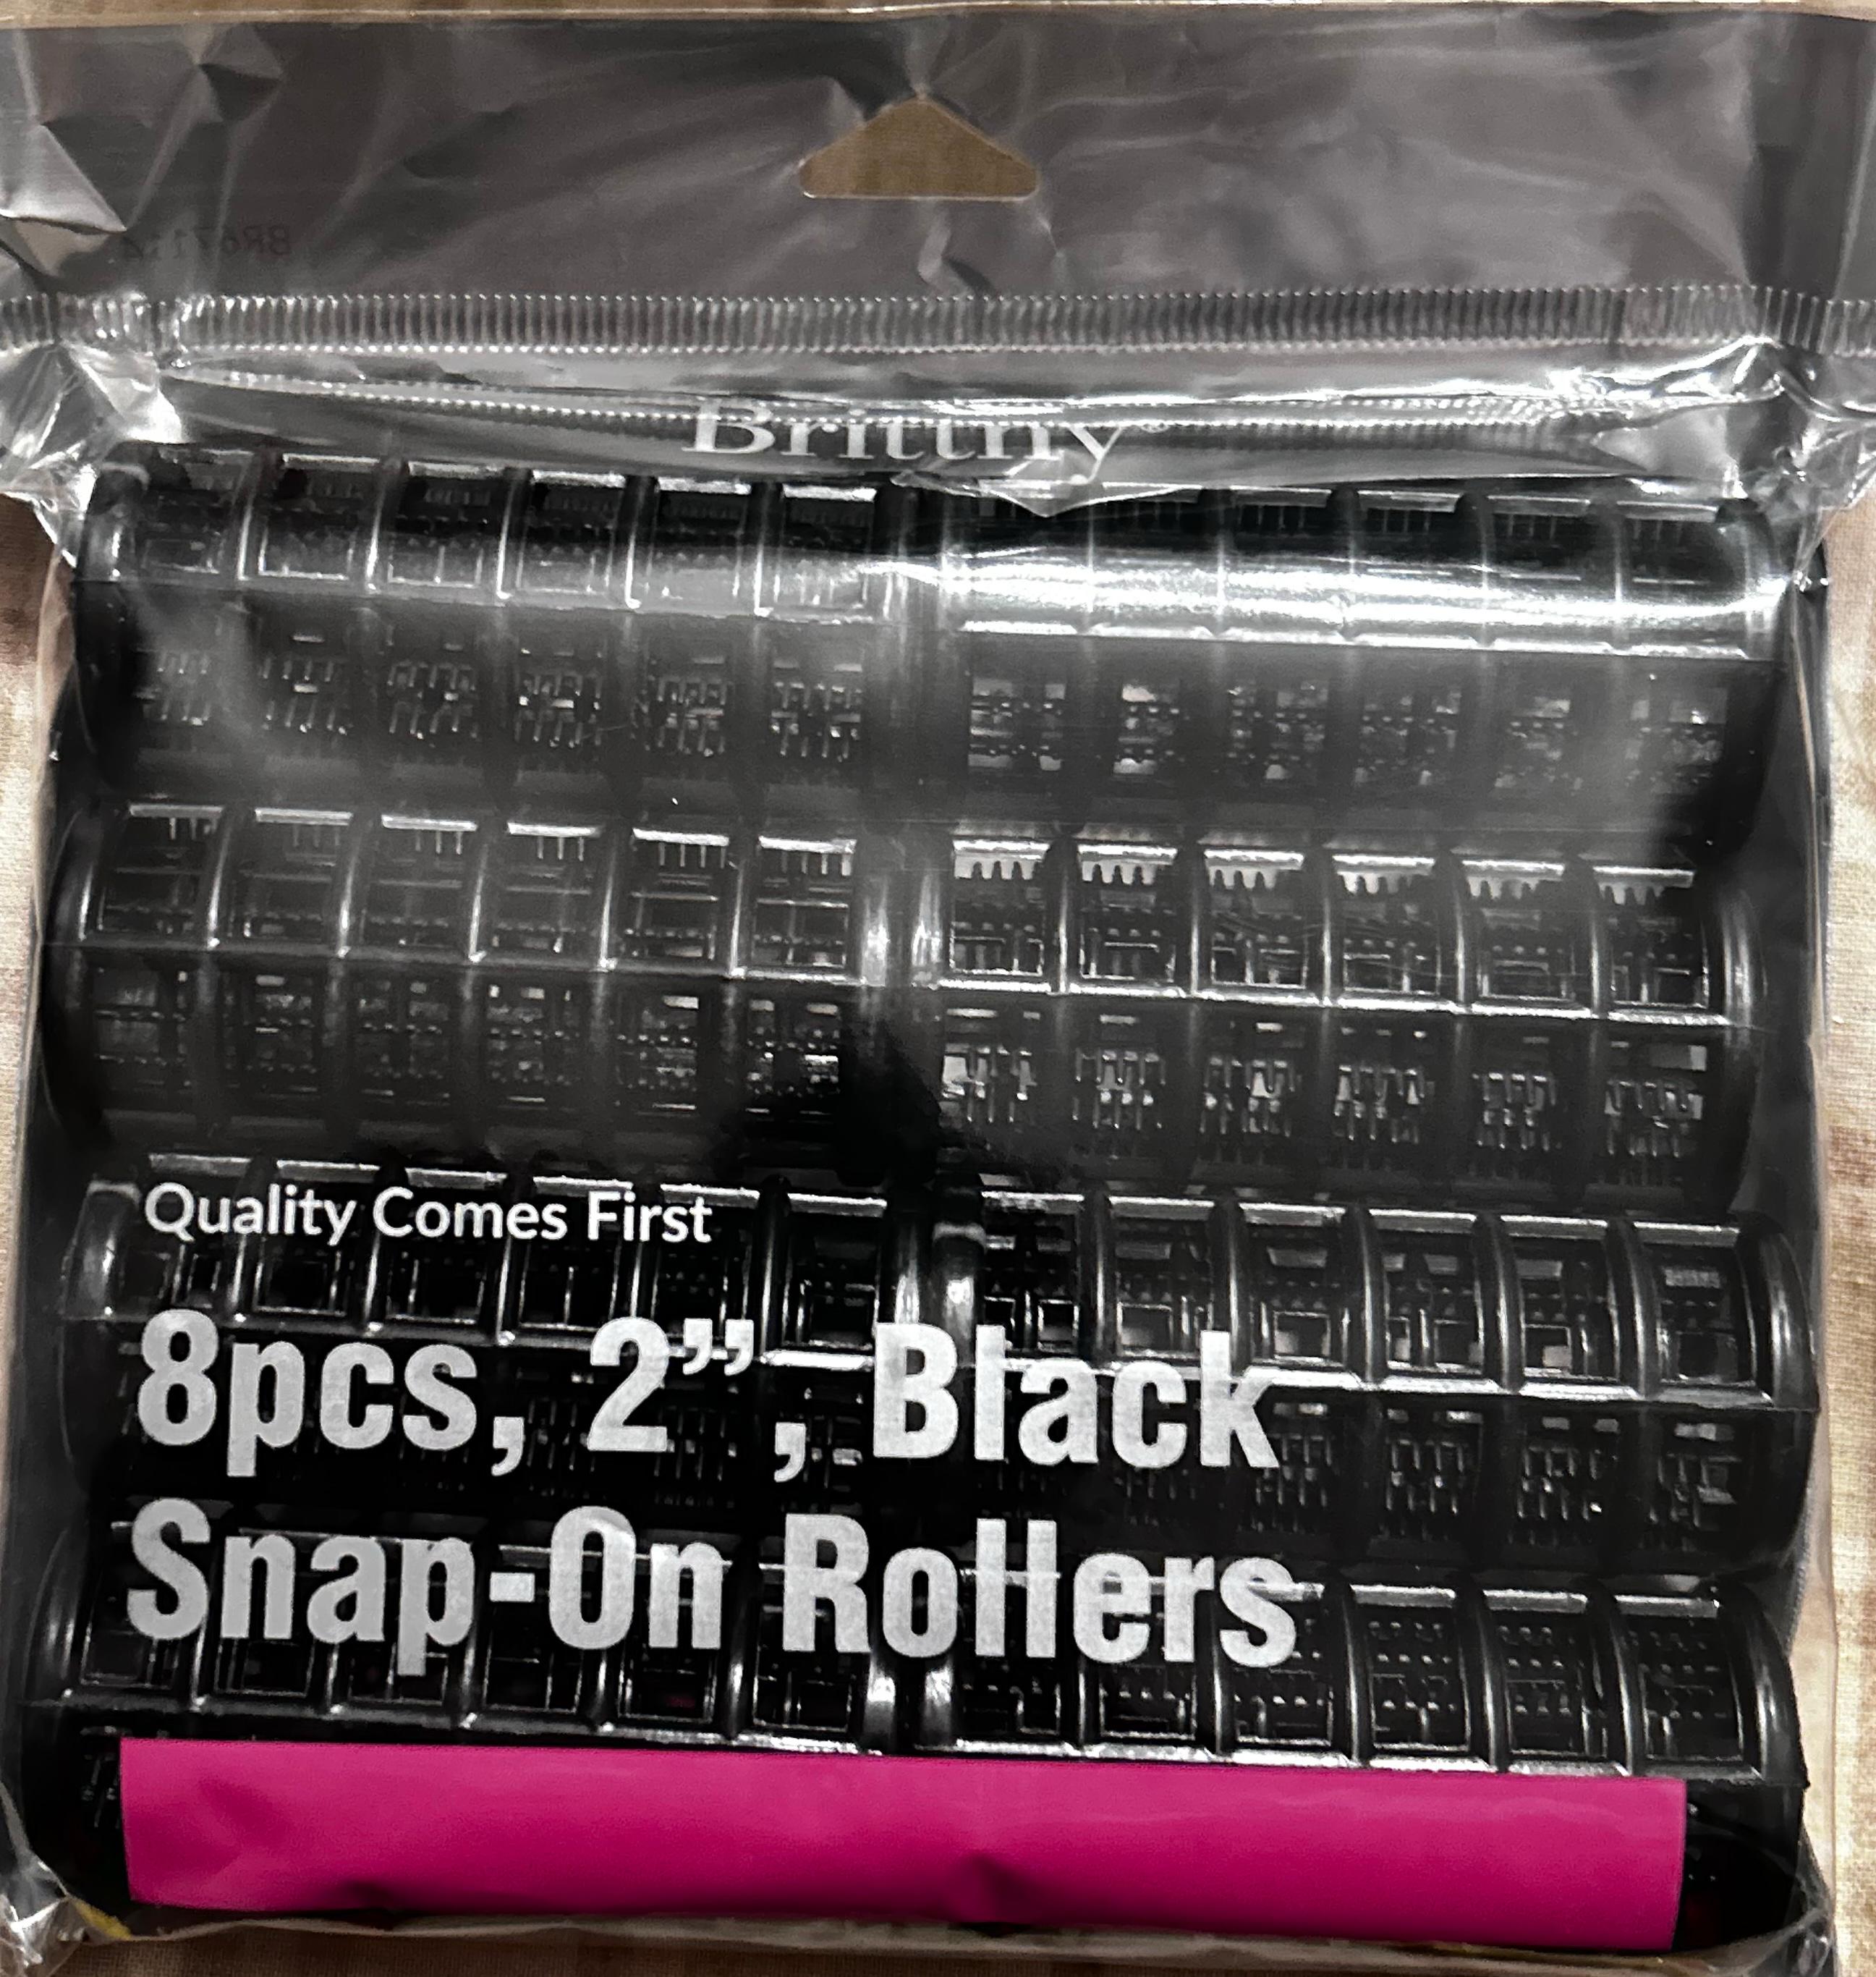 Brittny®
Quality Comes First
8pcs, 2”, Black
Snap-On Rollers